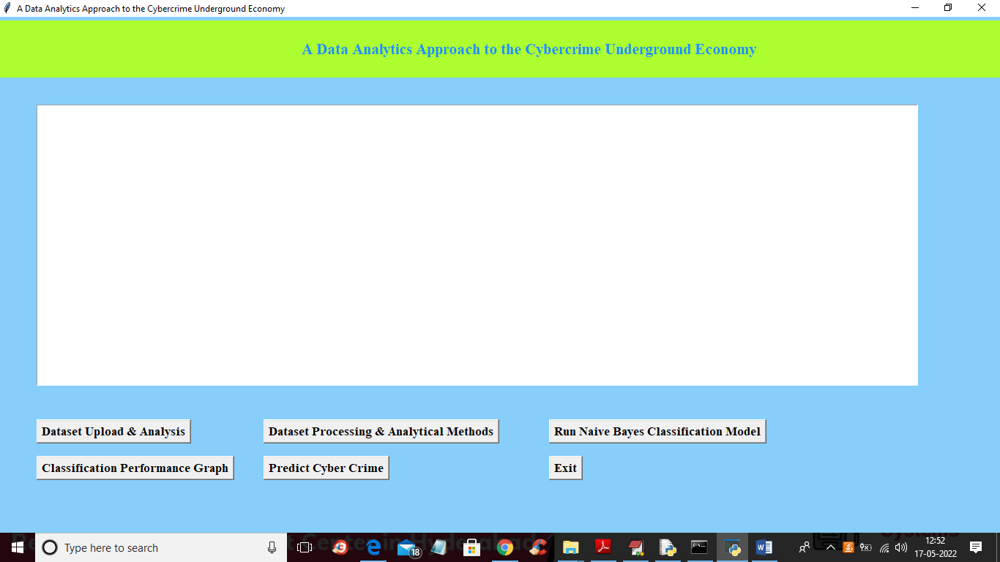 A Data Analytics Approach to the Cybercrime Underground Economy
A Data Analytics Approach to the Cybercrime Underground Economy
Dataset Upload & Analysis
Dataset Processing & Analytical Methods
Run Naive Bayes Classification Model
Classification Performance Graph
Predict Cyber Crime
Exit
Type here to search
18
12:52
17-05-2022